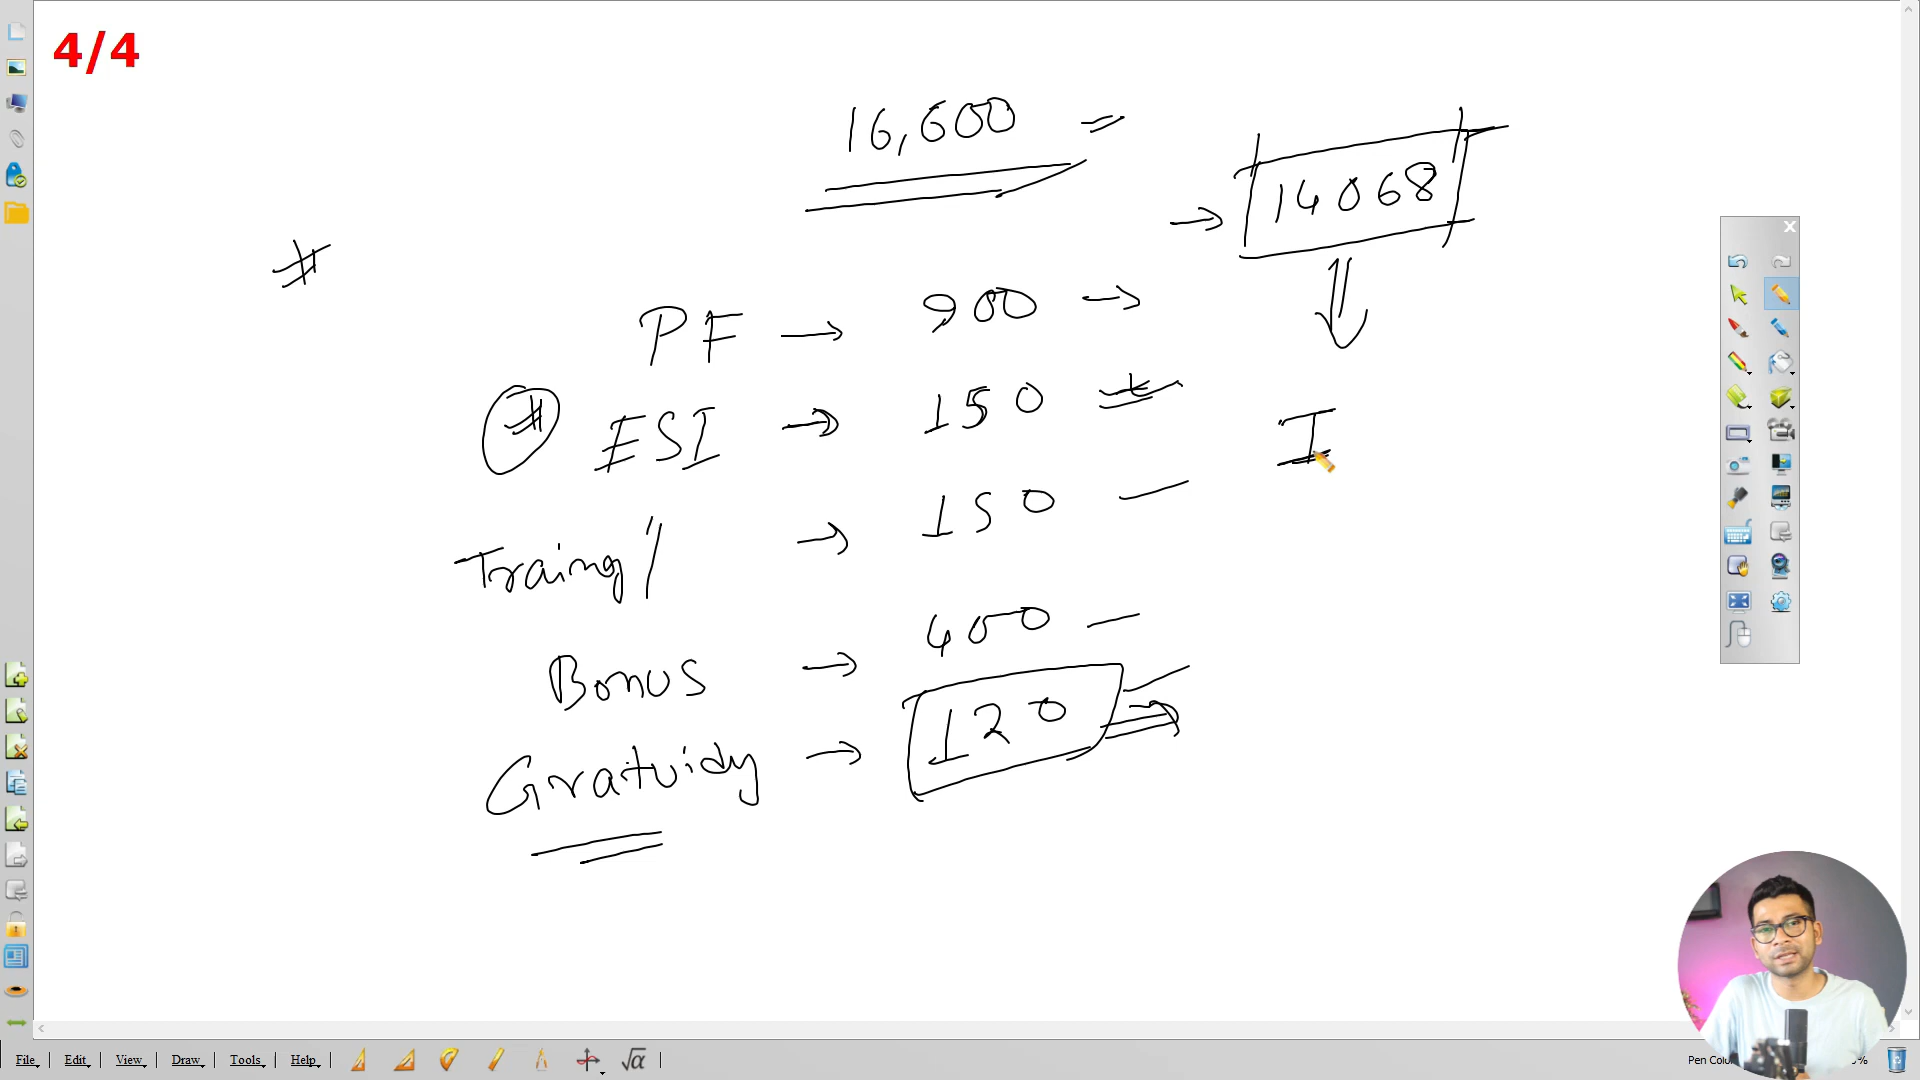 4/4
16,600 =
→ 14068
#
PF → 900 →
# ESI → 150
I
Traing → 150 —
Bonus → 400 —
Gratuidy → 120 ⇒
File Edit View Draw Tools Help √α
Pen Colo %